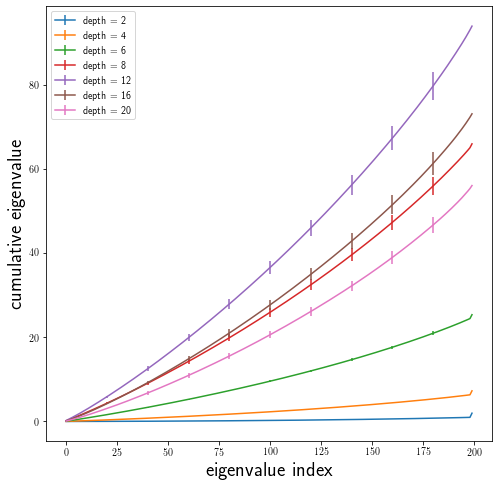 depth = 2
depth = 4
depth = 6
depth = 8
depth = 12
depth = 16
depth = 20
80
60
40
20
0
cumulative eigenvalue
0 25 50 75 100 125 150 175 200
eigenvalue index